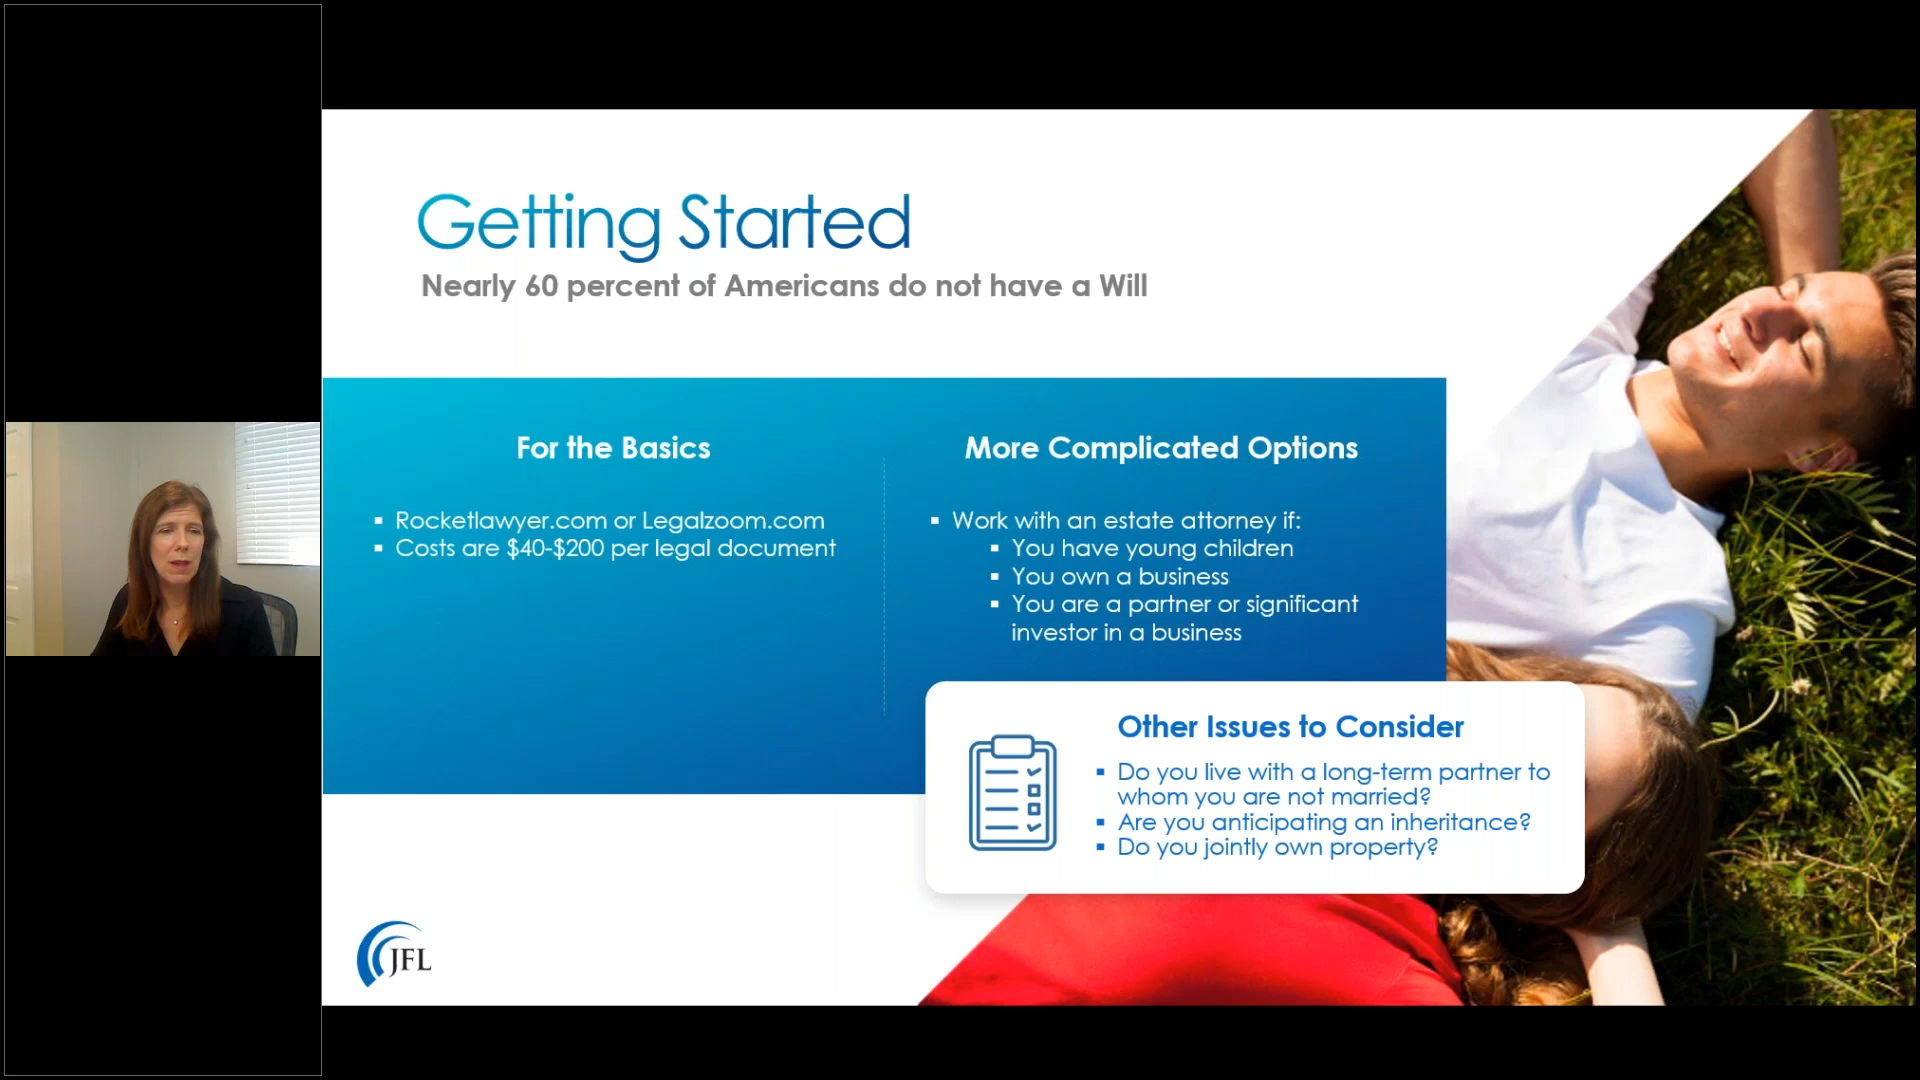 Getting Started
Nearly 60 percent of Americans do not have a Will
For the Basics
▪ Rocketlawyer.com or Legalzoom.com
▪ Costs are $40-$200 per legal document
More Complicated Options
▪ Work with an estate attorney if:
▪ You have young children
▪ You own a business
▪ You are a partner or significant
investor in a business
Other Issues to Consider
▪ Do you live with a long-term partner to
whom you are not married?
▪ Are you anticipating an inheritance?
▪ Do you jointly own property?
JFL